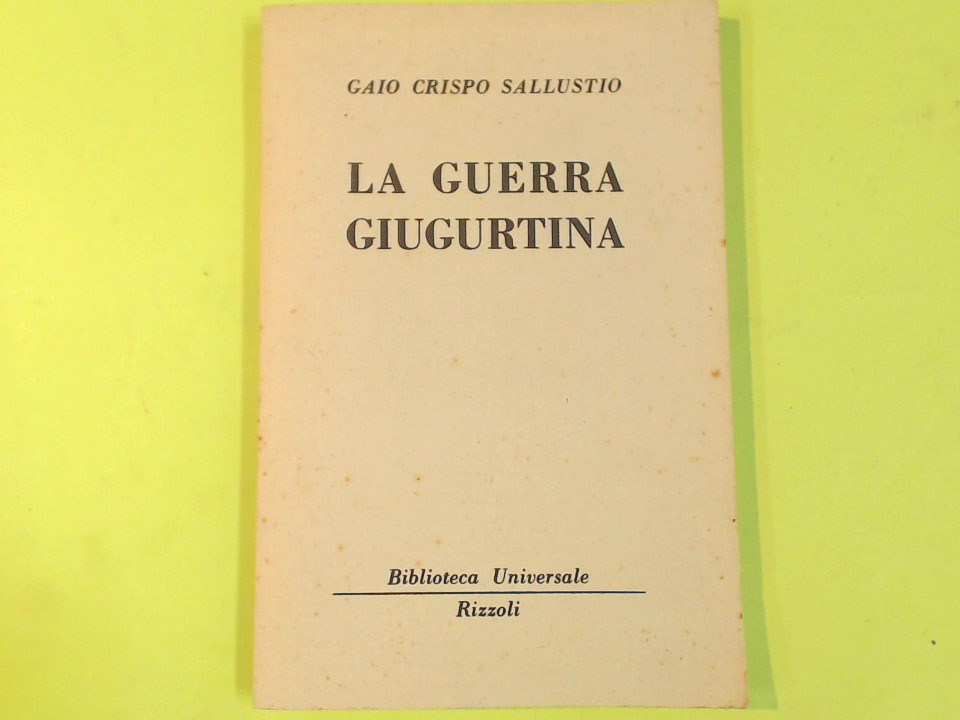 GAIO CRISPO SALLUSTIO
LA GUERRA
GIUGURTINA
Biblioteca Universale
Rizzoli